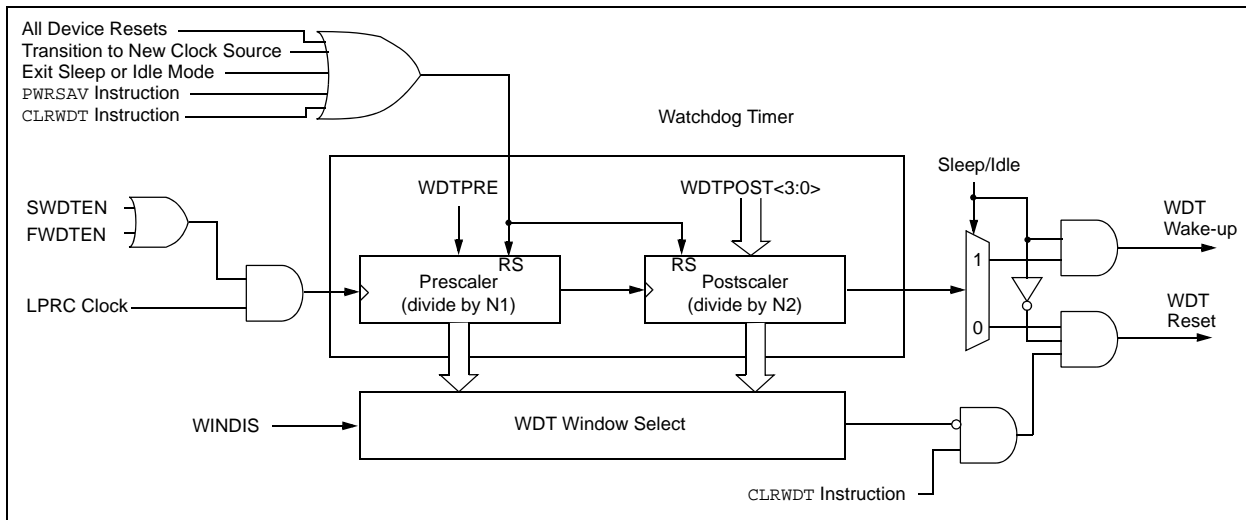 All Device Resets
Transition to New Clock Source
Exit Sleep or Idle Mode
PWRSAV Instruction
CLRWDT Instruction
Watchdog Timer
Sleep/Idle
WDTPRE
WDTPOST<3:0>
SWDTEN
FWDTEN
WDT
Wake-up
RS
RS
1
Prescaler
(divide by N1)
Postscaler
(divide by N2)
LPRC Clock
WDT
Reset
0
WINDIS
WDT Window Select
CLRWDT Instruction